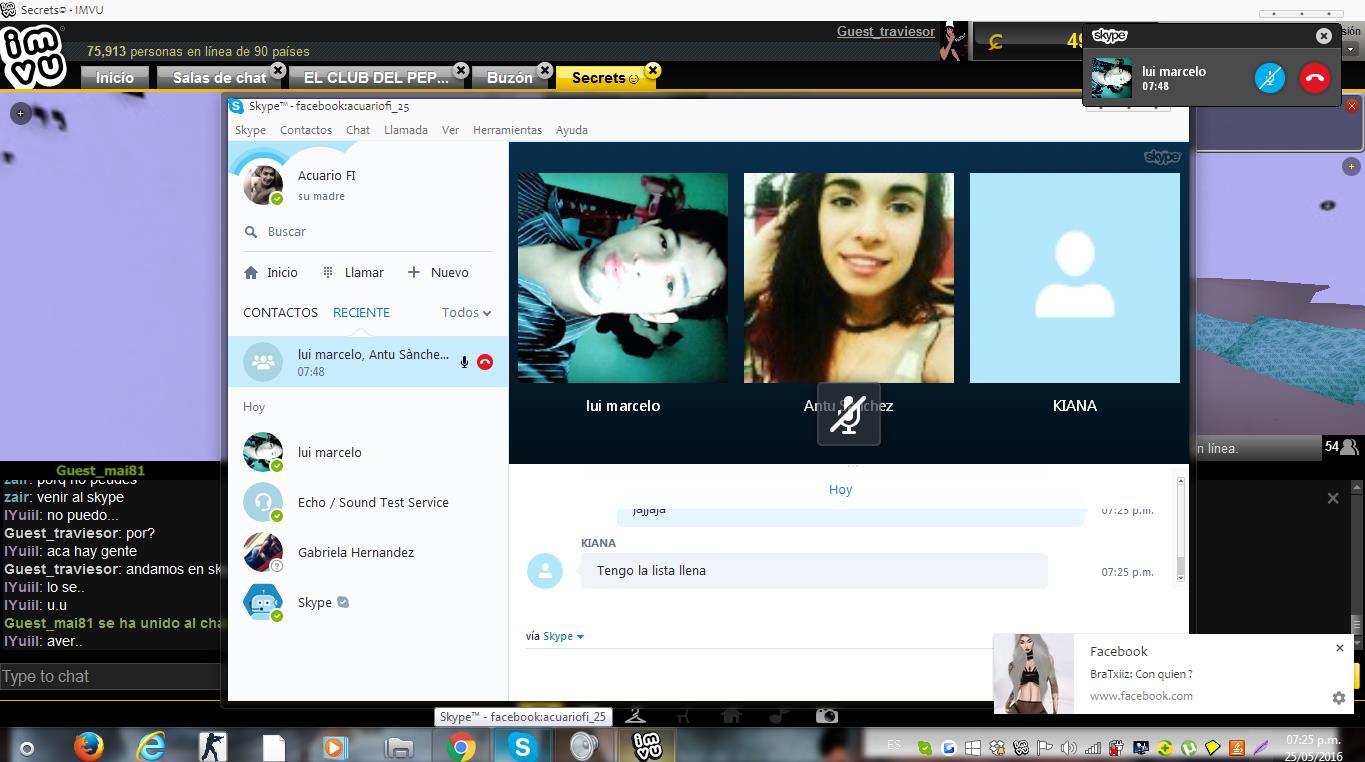 Secrets☺ - IMVU
imvu
75,913 personas en línea de 90 países
Guest_traviesor
Inicio
Salas de chat
EL CLUB DEL PEP...
Buzón
Secrets☺
skype
lui marcelo
07:48
Skype™ - facebook:acuariofi_25
Skype Contactos Chat Llamada Ver Herramientas Ayuda
Acuario FI
su madre
Buscar
Inicio Llamar Nuevo
CONTACTOS RECIENTE Todos
lui marcelo, Antu Sànche...
07:48
Hoy
lui marcelo
Echo / Sound Test Service
Gabriela Hernandez
Skype
skype
lui marcelo
KIANA
Hoy
jajjaja 07:25 p.m.
KIANA
Tengo la lista llena 07:25 p.m.
vía Skype
n línea. 54
Guest_mai81
zair: porq no peudes
zair: venir al skype
IYuiil: no puedo...
Guest_traviesor: por?
IYuiil: aca hay gente
Guest_traviesor: andamos en sk
IYuiil: lo se..
IYuiil: u.u
Guest_mai81 se ha unido al cha
IYuiil: aver..
Type to chat
Facebook
BraTxiiz: Con quien ?
www.facebook.com
Skype™ - facebook:acuariofi_25
ES
07:25 p.m.
25/05/2016